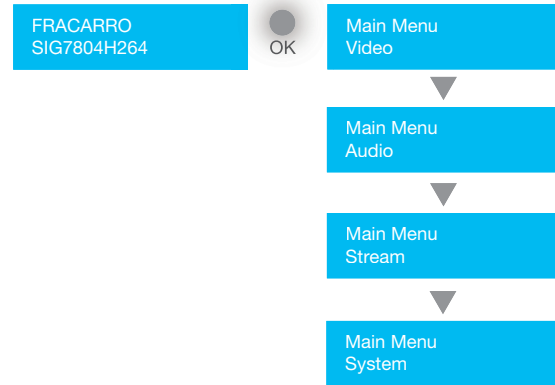 FRACARRO
SIG7804H264
OK
Main Menu
Video
Main Menu
Audio
Main Menu
Stream
Main Menu
System